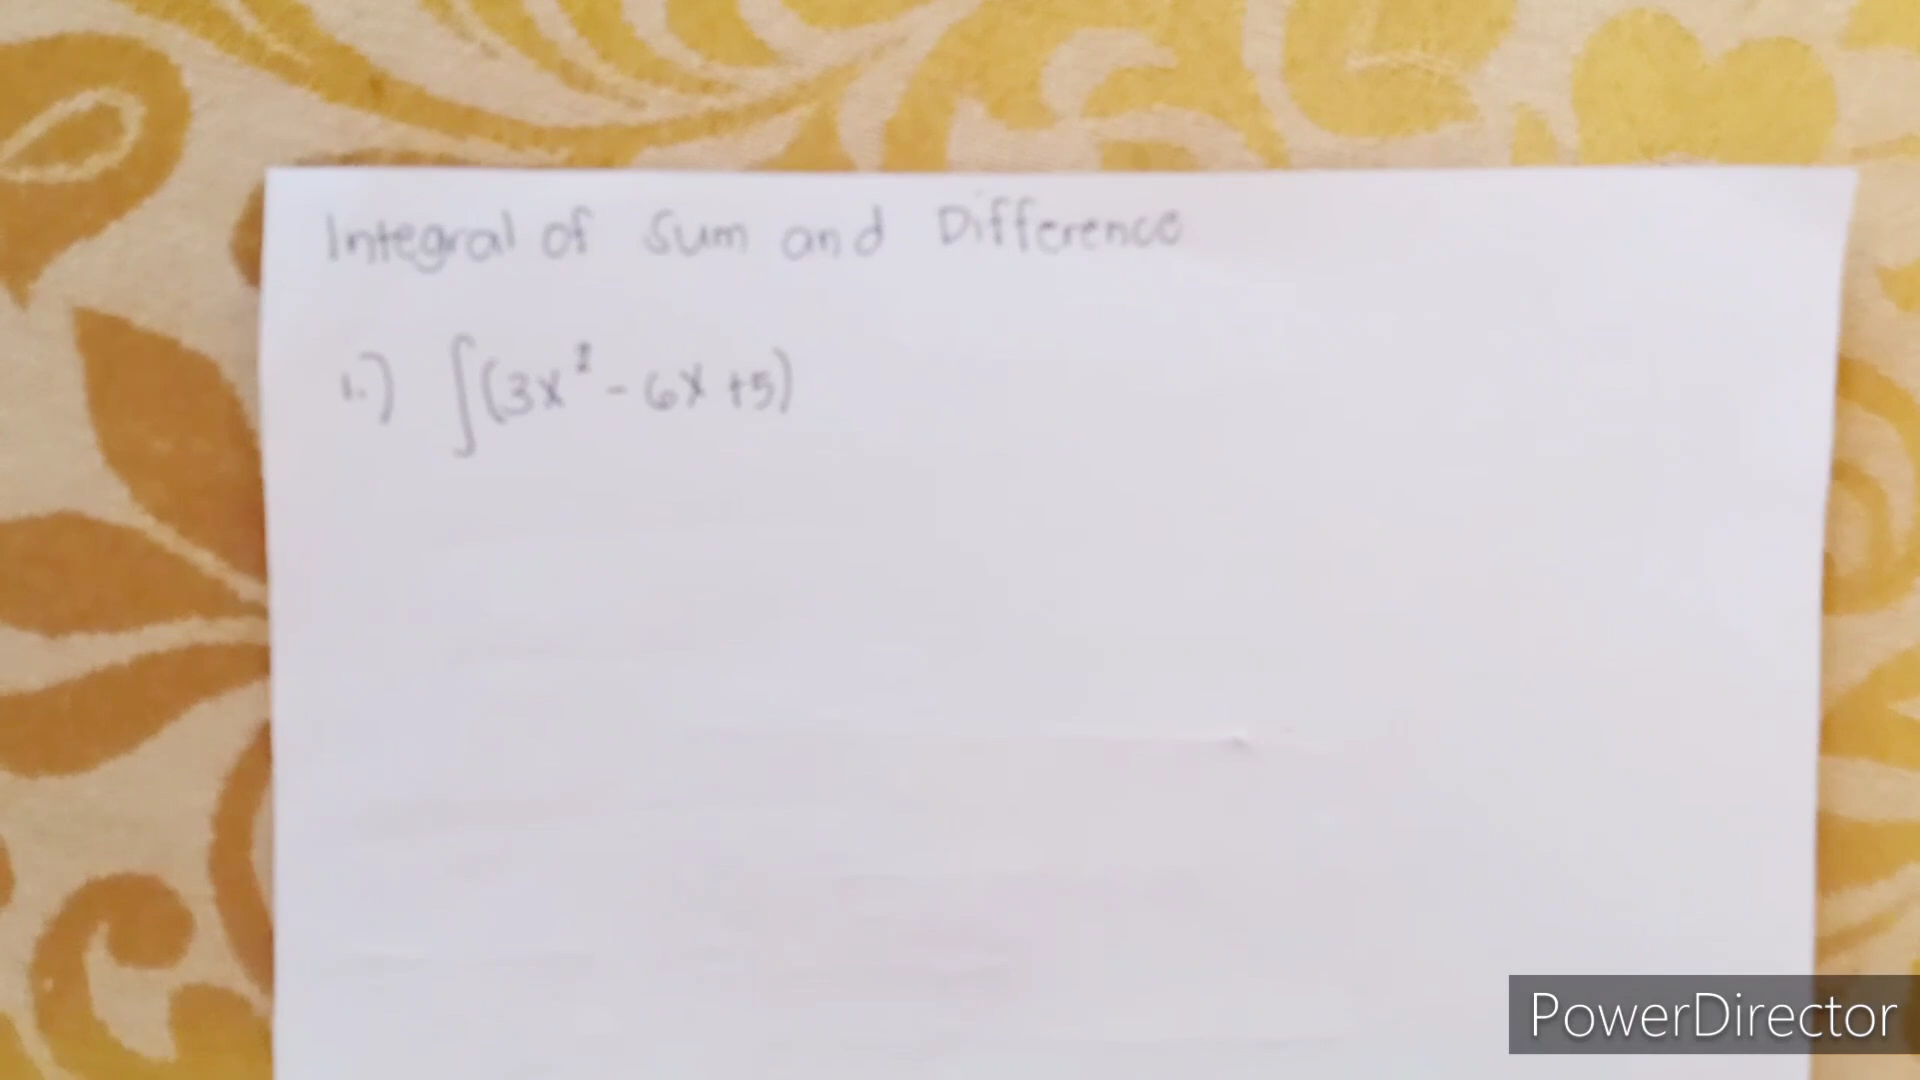 Integral of Sum and Difference
1.) ∫(3x² - 6x +5)
PowerDirector